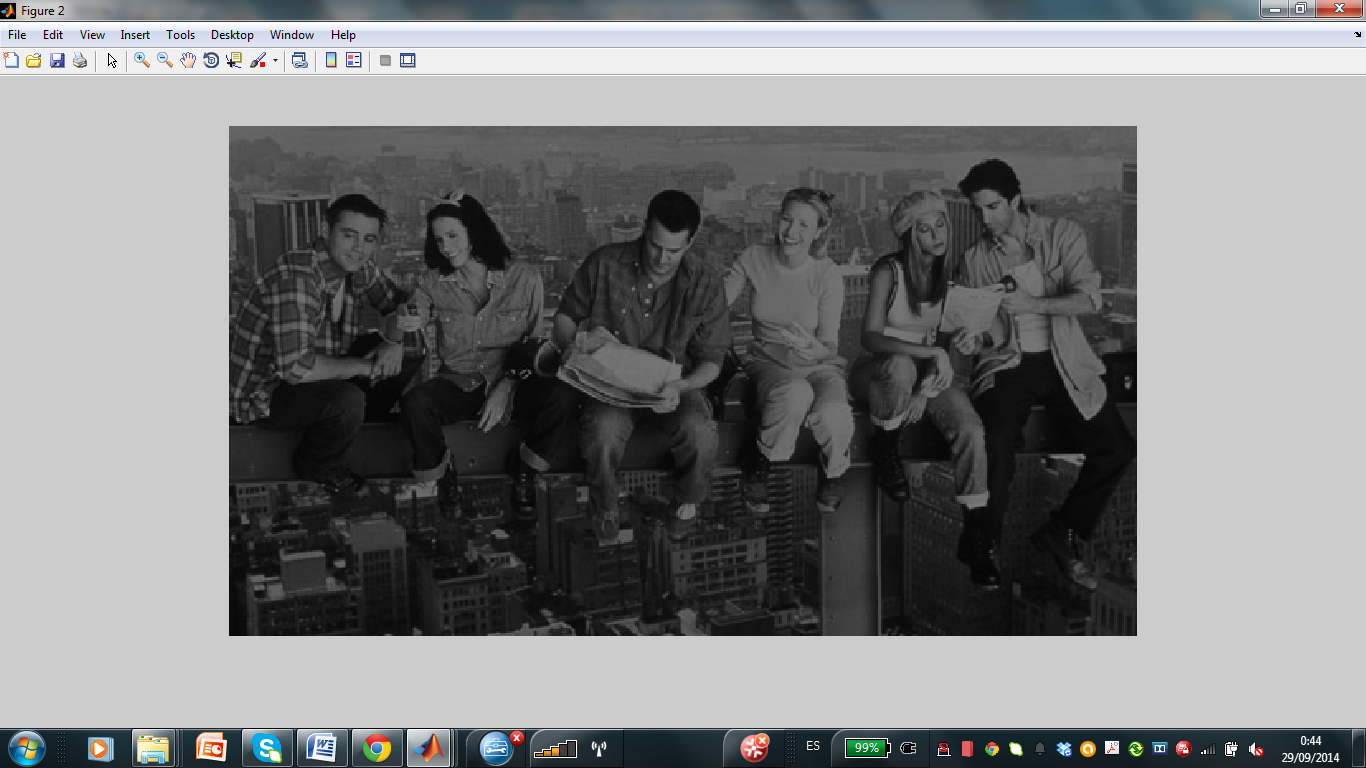 Figure 2
File Edit View Insert Tools Desktop Window Help
ES
99%
0:44
29/09/2014